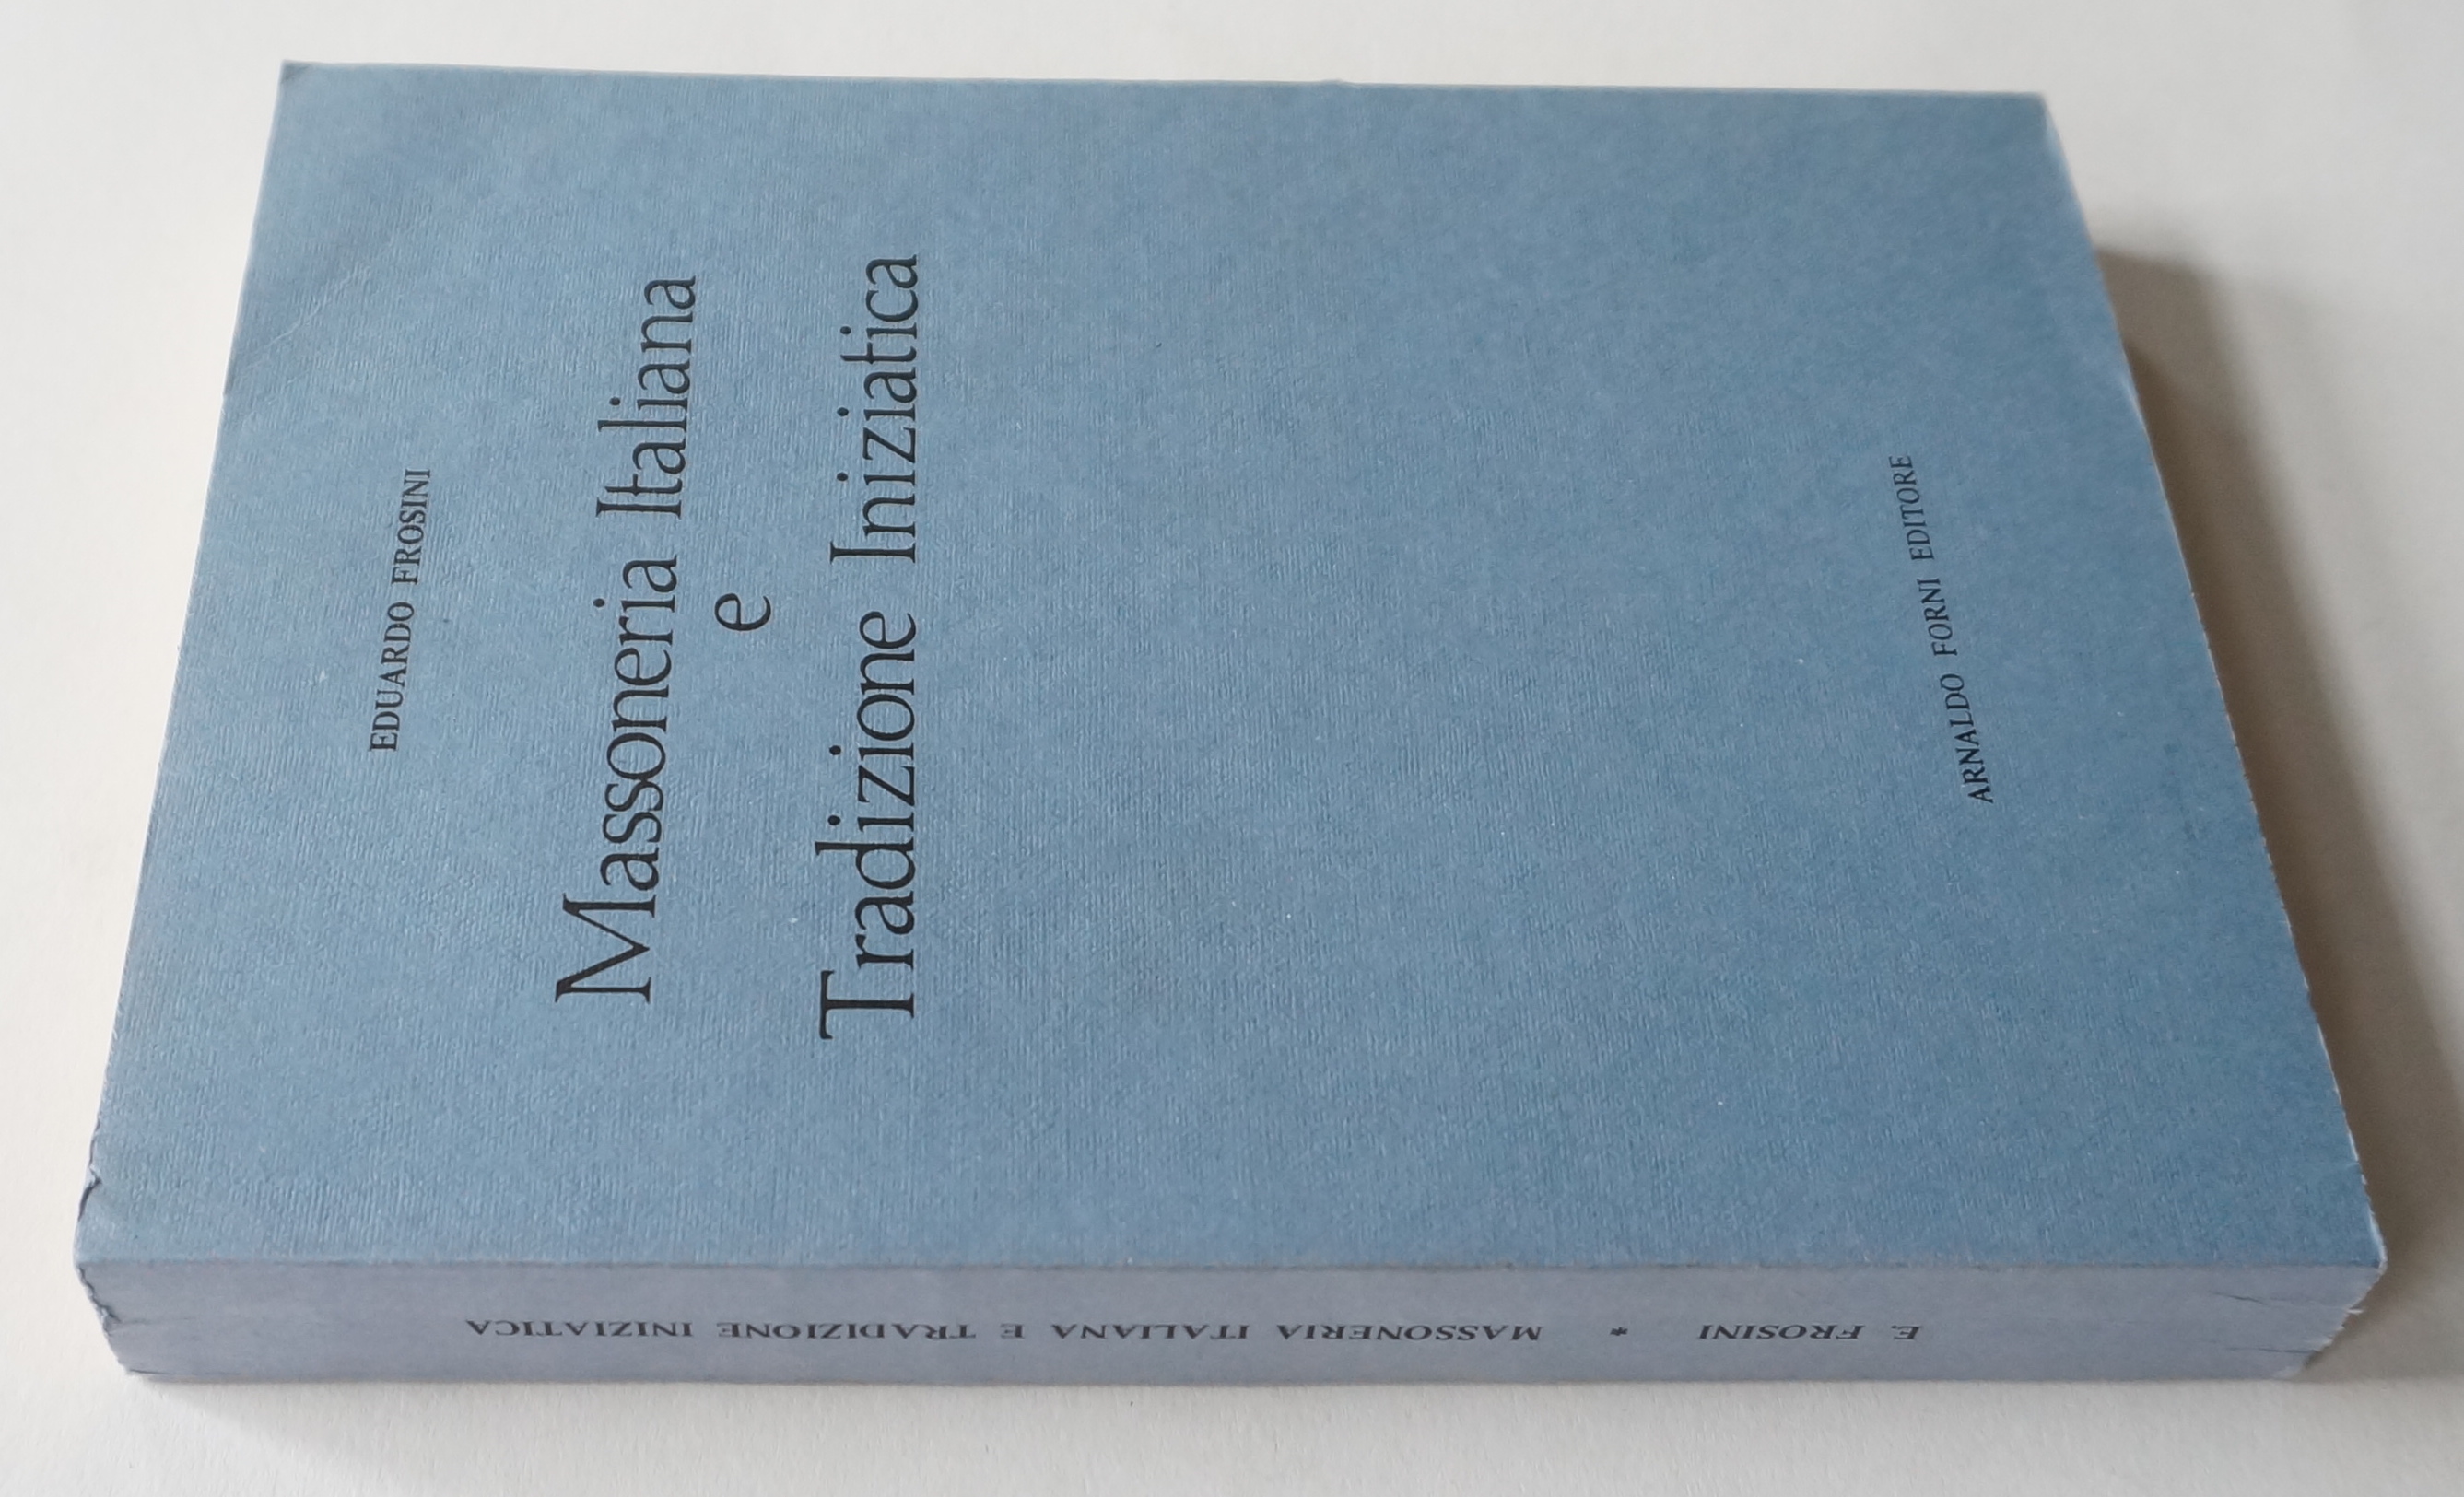 EDUARDO FROSINI
Massoneria Italiana
e
Tradizione Iniziatica
ARNALDO FORNI EDITORE
E. FROSINI * MASSONERIA ITALIANA E TRADIZIONE INIZIATICA